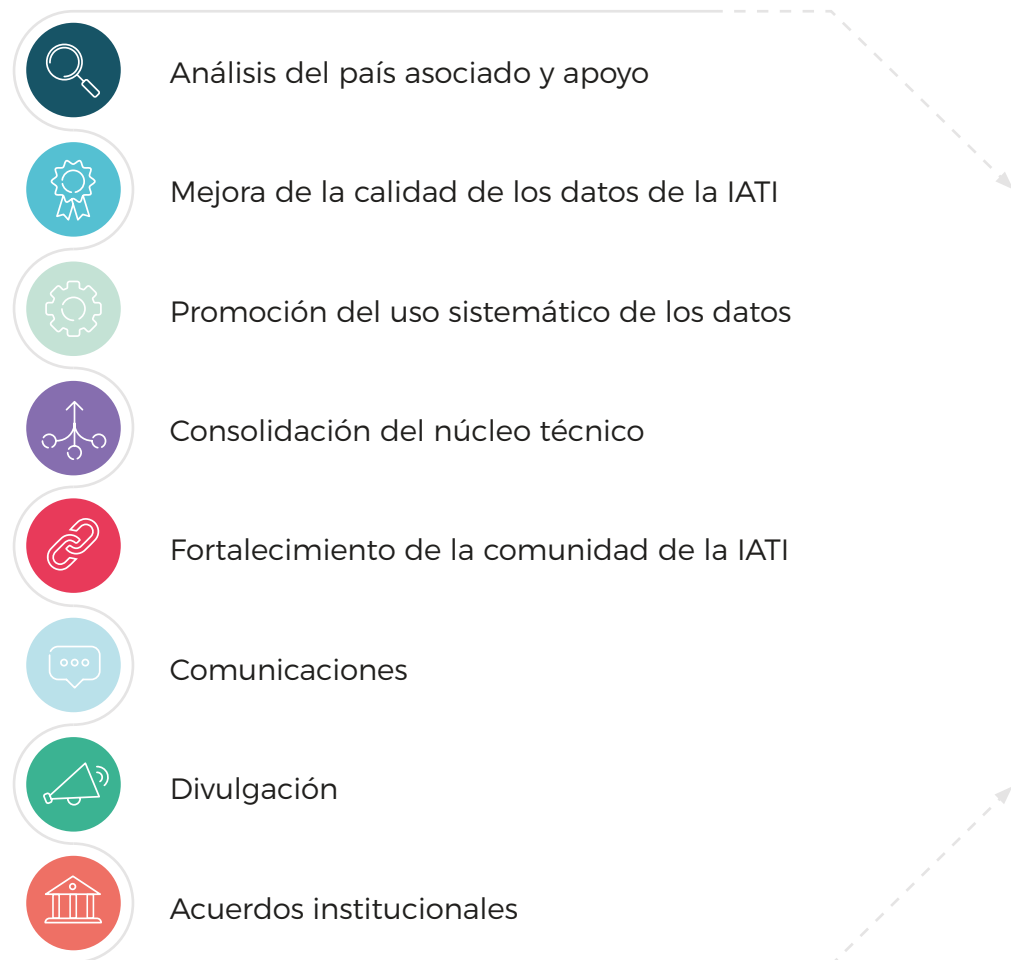 Análisis del país asociado y apoyo
Mejora de la calidad de los datos de la IATI
Promoción del uso sistemático de los datos
Consolidación del núcleo técnico
Fortalecimiento de la comunidad de la IATI
Comunicaciones
Divulgación
Acuerdos institucionales